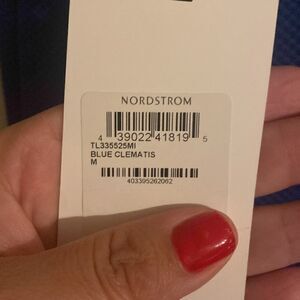 NORDSTROM
4 39022 41819 5
TL335525MI
BLUE CLEMATIS
M
403395262062